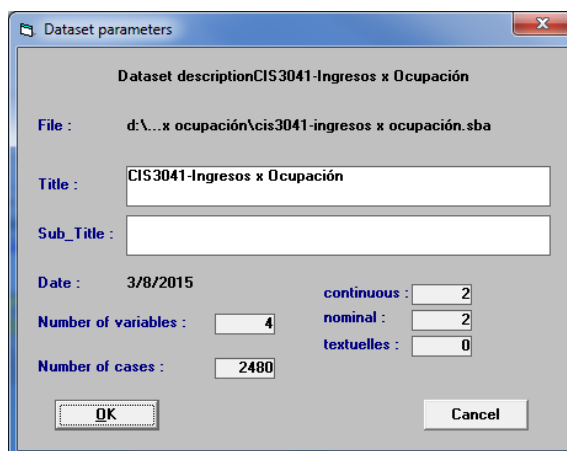 Dataset parameters
Dataset descriptionCIS3041-Ingresos x Ocupación
File : d:\...x ocupación\cis3041-ingresos x ocupación.sba
Title : CIS3041-Ingresos x Ocupación
Sub_Title :
Date : 3/8/2015
continuous : 2
Number of variables : 4
nominal : 2
textuelles : 0
Number of cases : 2480
OK Cancel